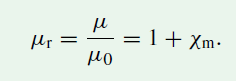 μr = μ/μ0 = 1 + χm.